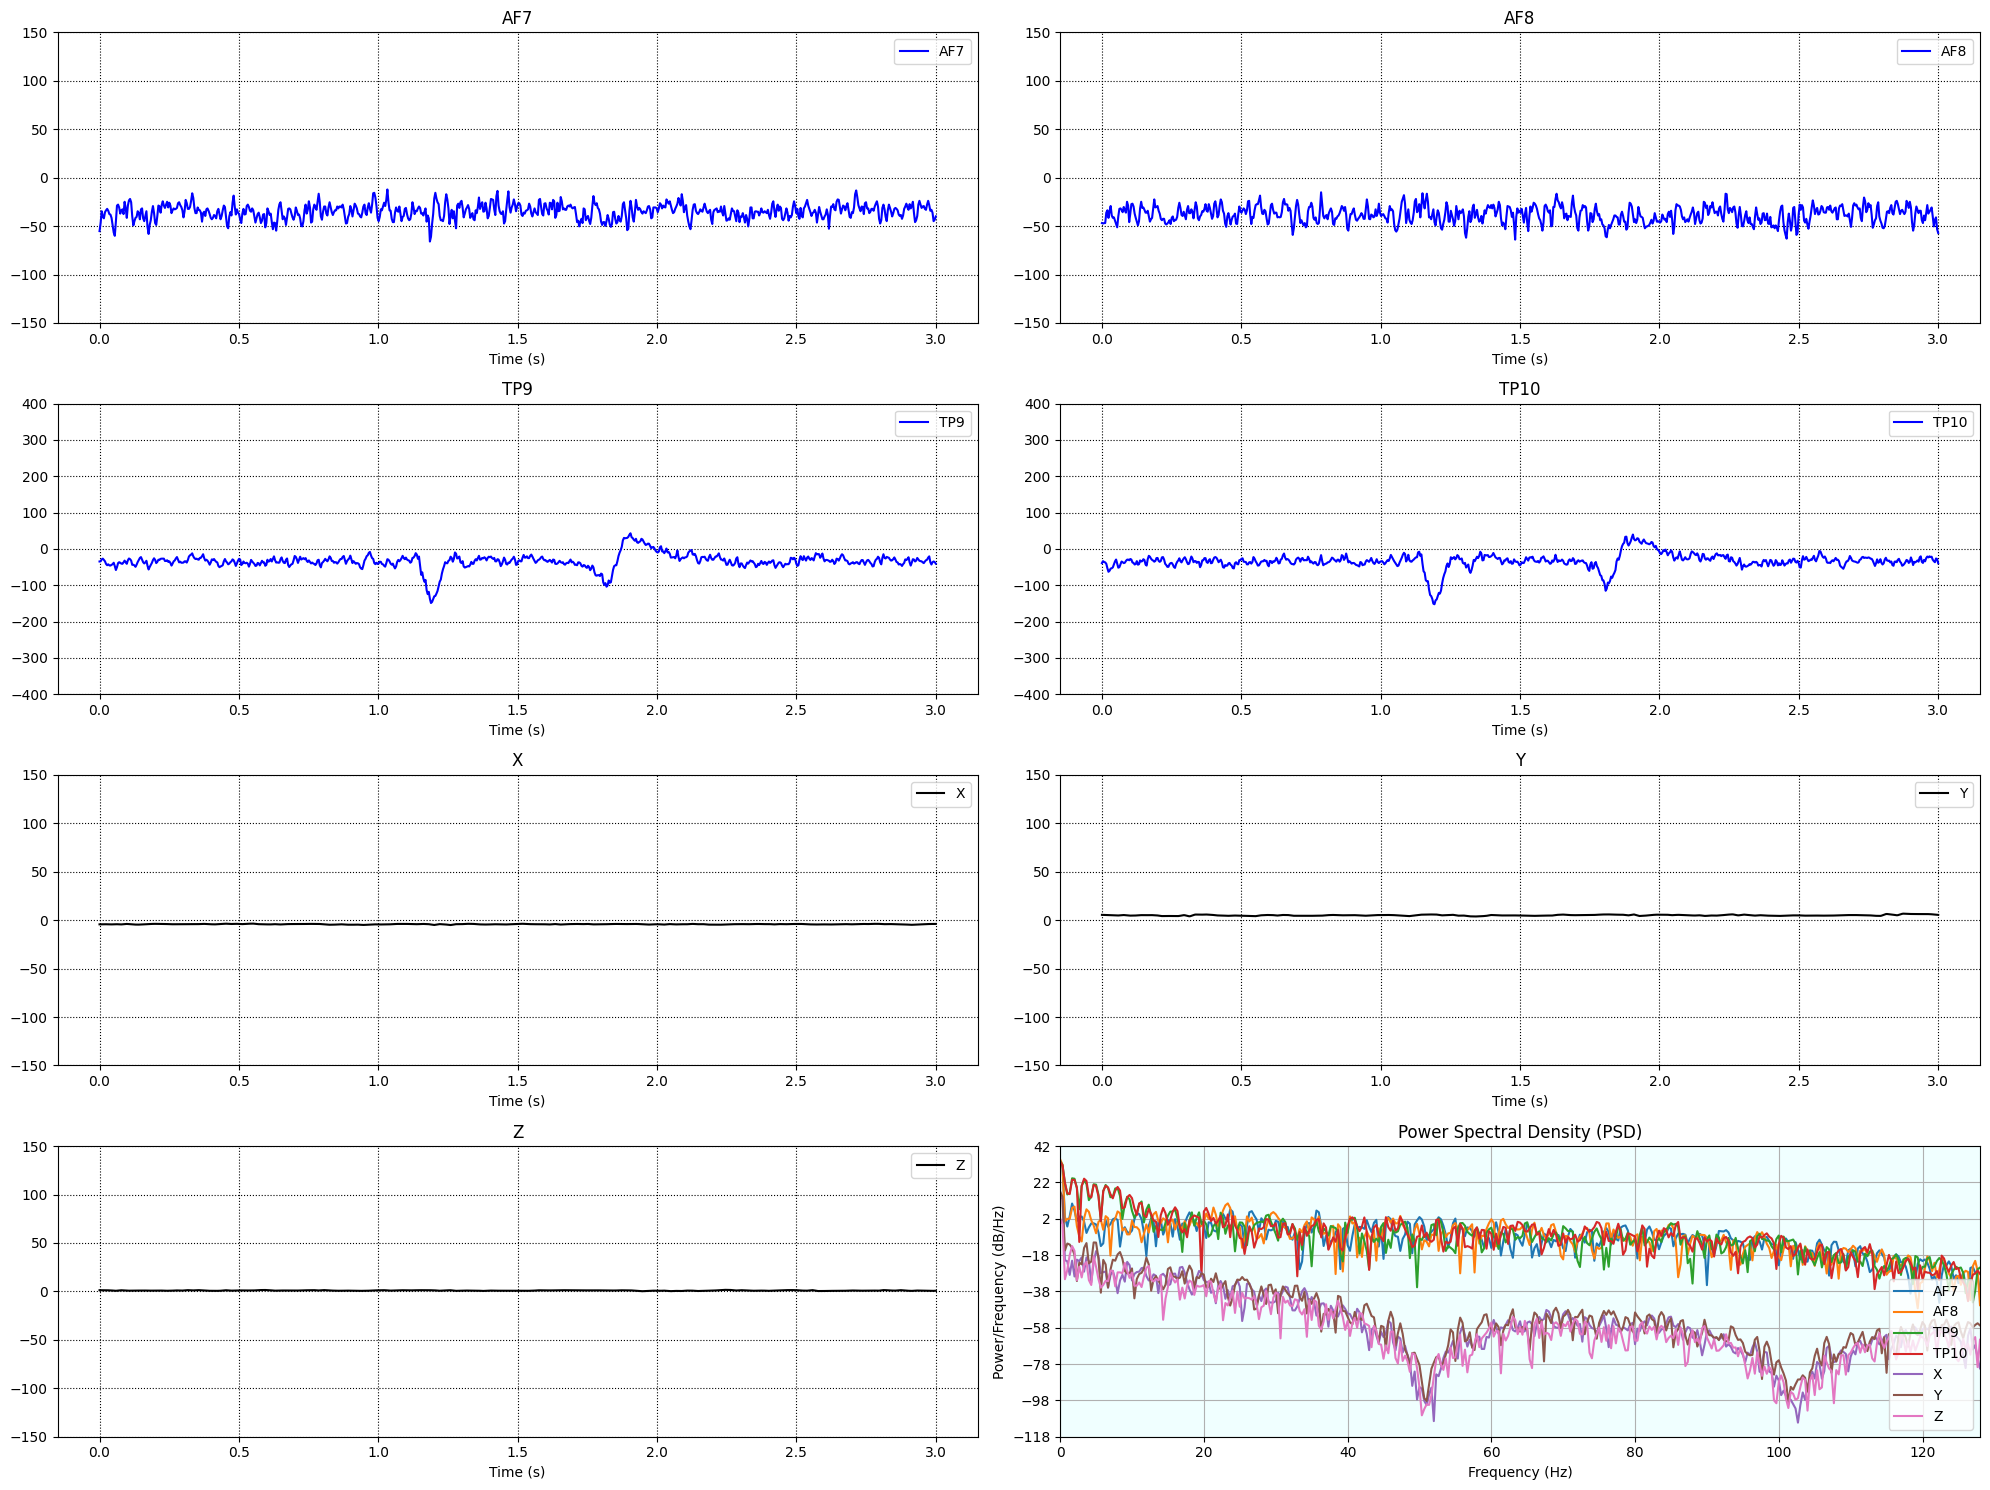 AF7
150
100
50
0
−50
−100
−150
AF7
0.0 0.5 1.0 1.5 2.0 2.5 3.0
Time (s)
AF8
150
100
50
0
−50
−100
−150
AF8
0.0 0.5 1.0 1.5 2.0 2.5 3.0
Time (s)
TP9
400
300
200
100
0
−100
−200
−300
−400
TP9
0.0 0.5 1.0 1.5 2.0 2.5 3.0
Time (s)
TP10
400
300
200
100
0
−100
−200
−300
−400
TP10
0.0 0.5 1.0 1.5 2.0 2.5 3.0
Time (s)
X
150
100
50
0
−50
−100
−150
X
0.0 0.5 1.0 1.5 2.0 2.5 3.0
Time (s)
Y
150
100
50
0
−50
−100
−150
Y
0.0 0.5 1.0 1.5 2.0 2.5 3.0
Time (s)
Z
150
100
50
0
−50
−100
−150
Z
0.0 0.5 1.0 1.5 2.0 2.5 3.0
Time (s)
Power Spectral Density (PSD)
Power/Frequency (dB/Hz)
42
22
2
−18
−38
−58
−78
−98
−118
AF7
AF8
TP9
TP10
X
Y
Z
0 20 40 60 80 100 120
Frequency (Hz)